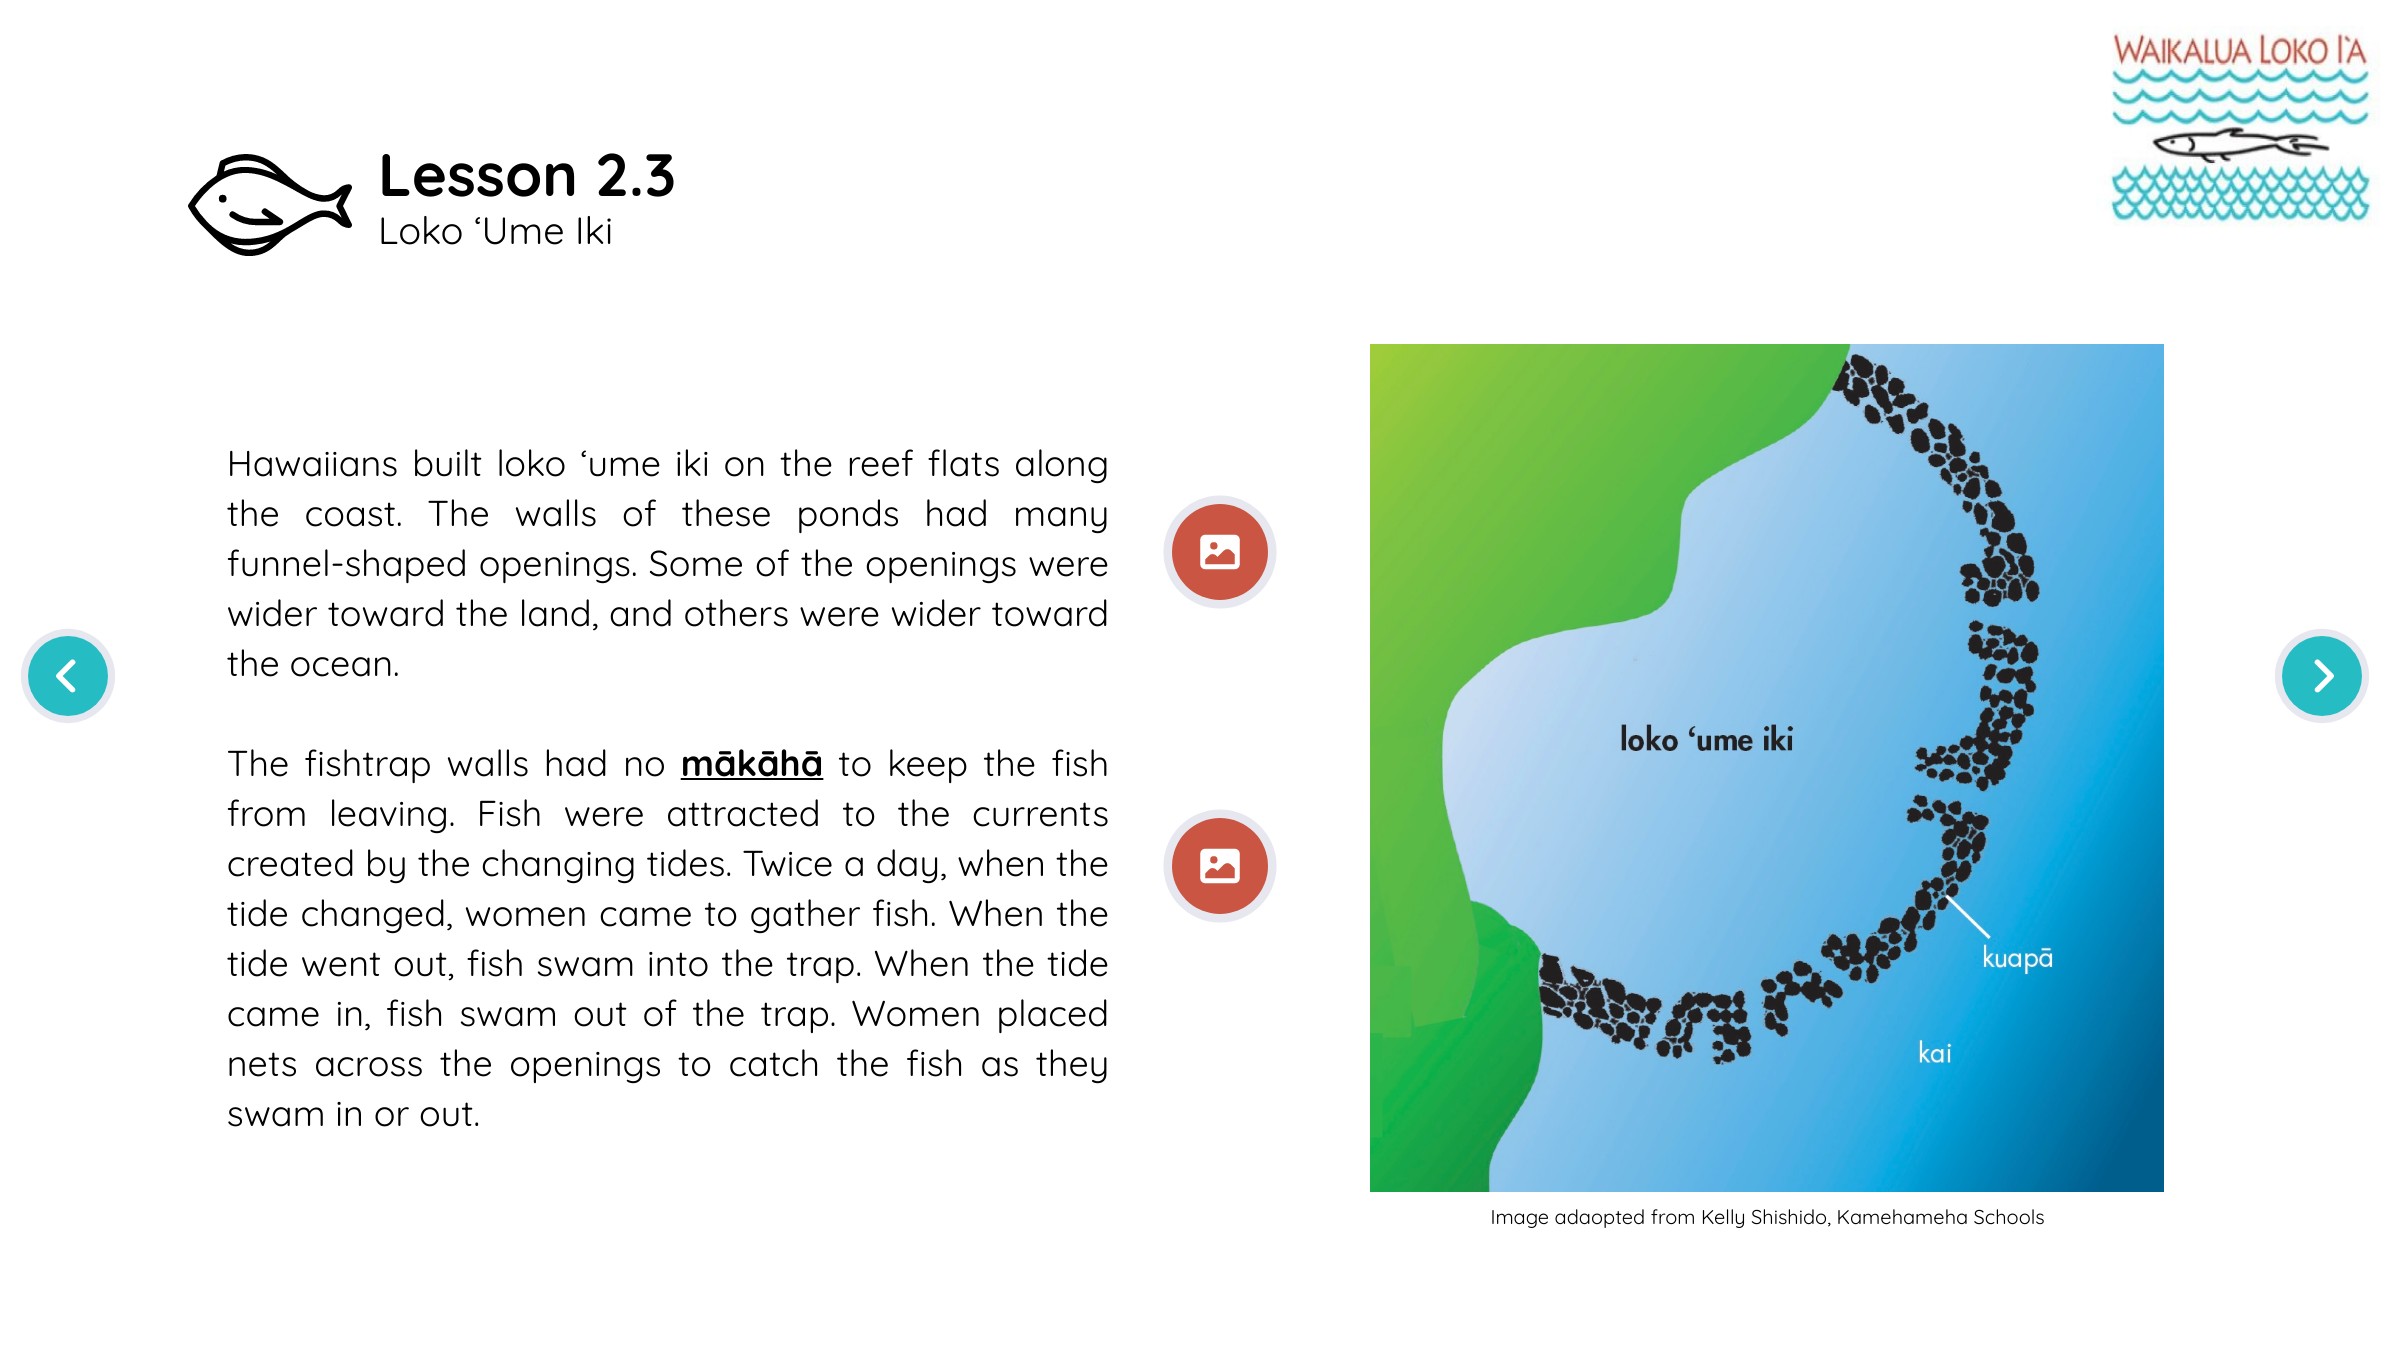 WAIKALUA LOKO I'A
Lesson 2.3
Loko ‘Ume Iki
Hawaiians built loko ‘ume iki on the reef flats along
the coast. The walls of these ponds had many
funnel-shaped openings. Some of the openings were
wider toward the land, and others were wider toward
the ocean.
The fishtrap walls had no mākāhā to keep the fish
from leaving. Fish were attracted to the currents
created by the changing tides. Twice a day, when the
tide changed, women came to gather fish. When the
tide went out, fish swam into the trap. When the tide
came in, fish swam out of the trap. Women placed
nets across the openings to catch the fish as they
swam in or out.
loko ‘ume iki
kuapā
kai
Image adaopted from Kelly Shishido, Kamehameha Schools